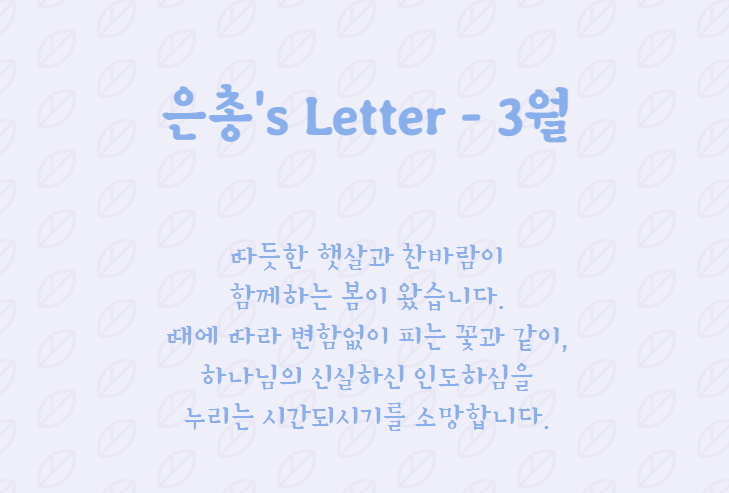 은총's Letter - 3월
따듯한 햇살과 찬바람이
함께하는 봄이 왔습니다.
때에 따라 변함없이 피는 꽃과 같이,
하나님의 신실하신 인도하심을
누리는 시간되시기를 소망합니다.